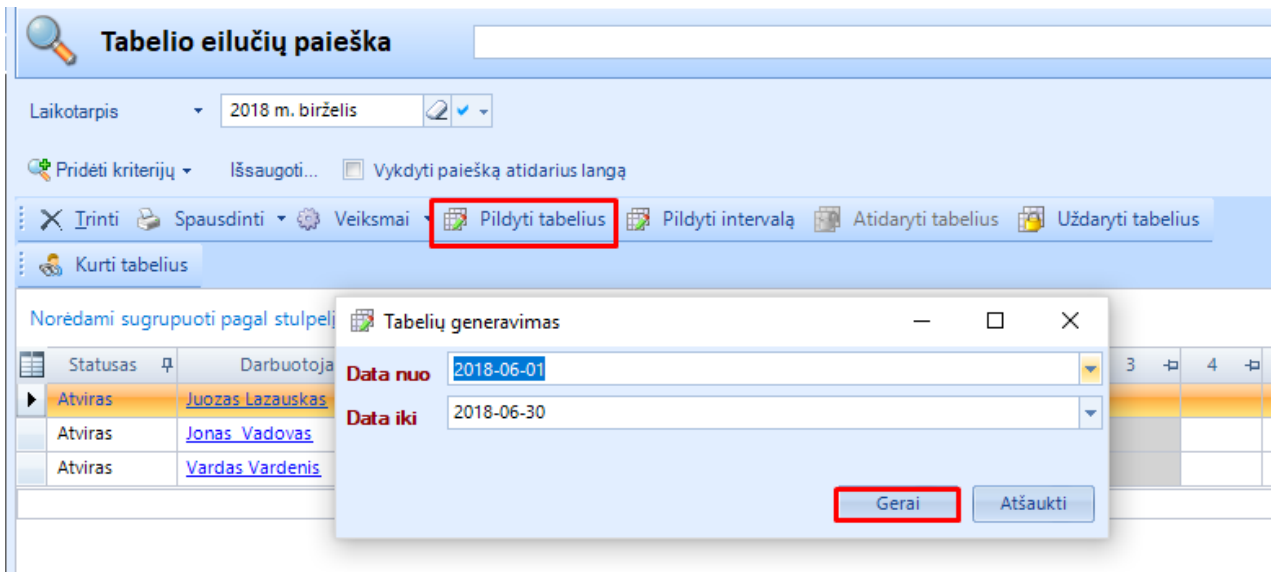 Tabelio eilučių paieška
Laikotarpis 2018 m. birželis
Pridėti kriterijų Išsaugoti... Vykdyti paiešką atidarius langą
Trinti Spausdinti Veiksmai Pildyti tabelius Pildyti intervalą Atidaryti tabelius Uždaryti tabelius
Kurti tabelius
Norėdami sugrupuoti pagal stulpelį
Tabelių generavimas
Statusas Darbuotoja 3 4
Data nuo 2018-06-01
Atviras Juozas Lazauskas
Data iki 2018-06-30
Atviras Jonas Vadovas
Atviras Vardas Vardenis
Gerai Atšaukti